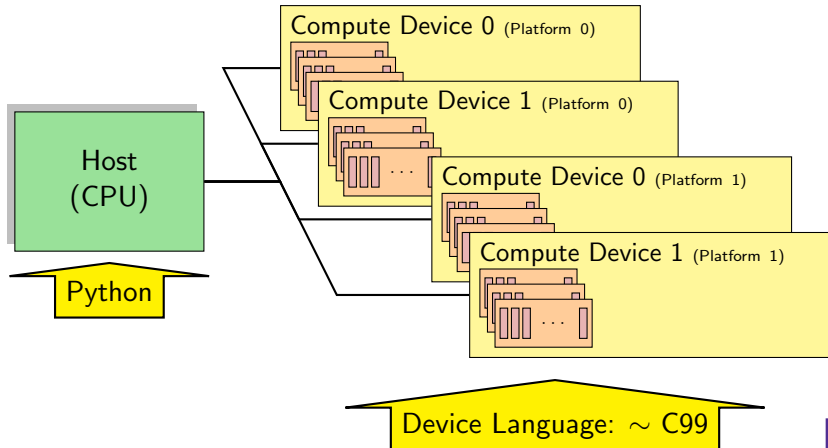 Compute Device 0 (Platform 0)
Compute Device 1 (Platform 0)
Host
(CPU)
· · ·
Compute Device 0 (Platform 1)
Compute Device 1 (Platform 1)
Python
· · ·
Device Language: ∼ C99